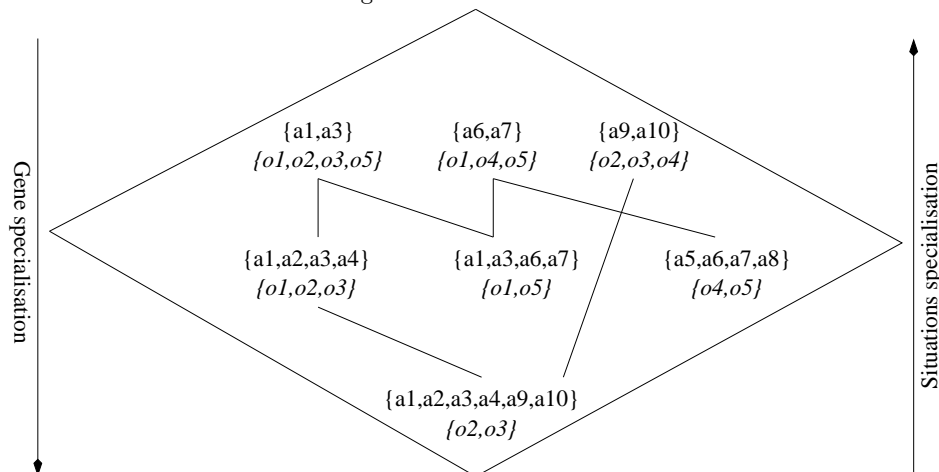 {a1,a3} {a6,a7} {a9,a10}
{o1,o2,o3,o5} {o1,o4,o5} {o2,o3,o4}
Gene specialisation
Situations specialisation
{a1,a2,a3,a4} {a1,a3,a6,a7} {a5,a6,a7,a8}
{o1,o2,o3} {o1,o5} {o4,o5}
{a1,a2,a3,a4,a9,a10}
{o2,o3}